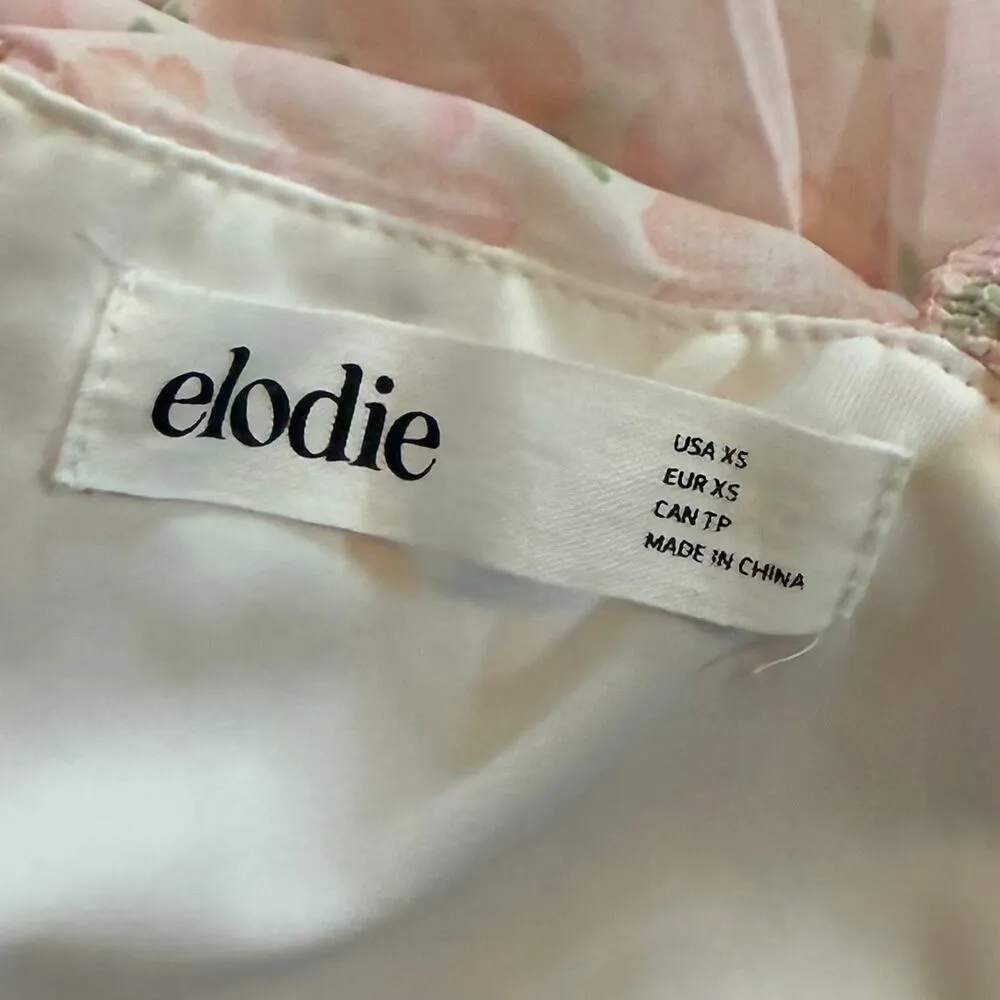 elodie
USA XS
EUR XS
CAN TP
MADE IN CHINA